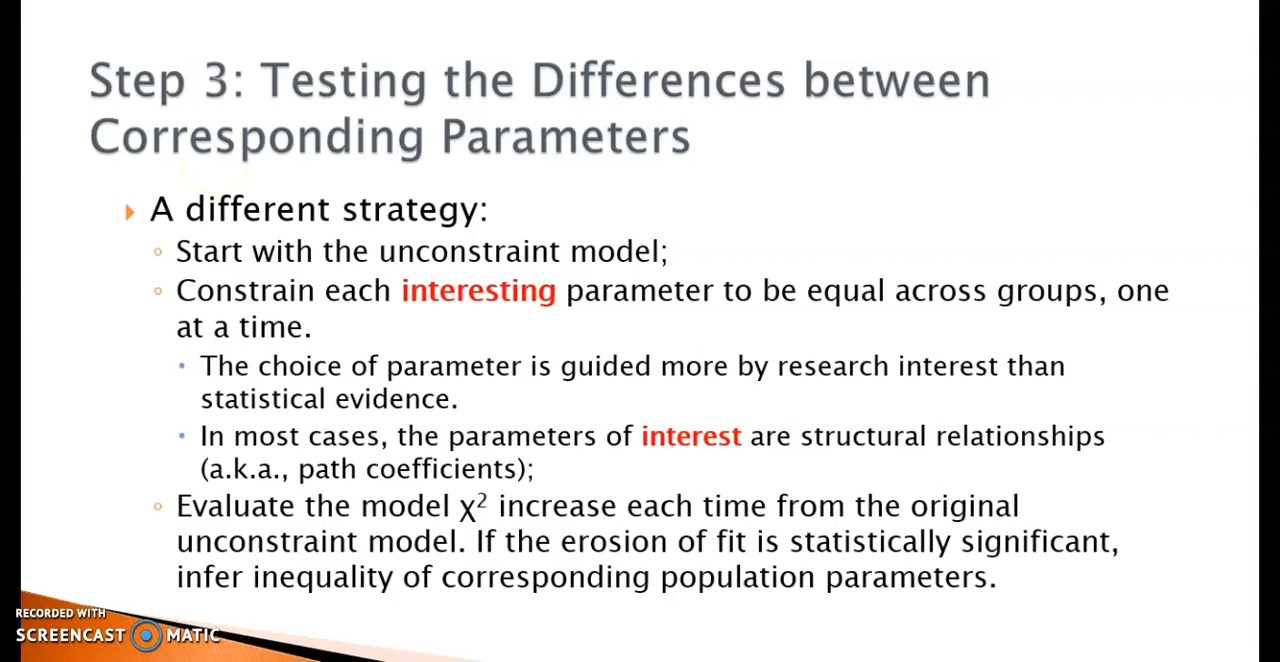 Step 3: Testing the Differences between
Corresponding Parameters
A different strategy:
Start with the unconstraint model;
Constrain each interesting parameter to be equal across groups, one
at a time.
The choice of parameter is guided more by research interest than
statistical evidence.
In most cases, the parameters of interest are structural relationships
(a.k.a., path coefficients);
Evaluate the model χ² increase each time from the original
unconstraint model. If the erosion of fit is statistically significant,
infer inequality of corresponding population parameters.
RECORDED WITH
SCREENCAST MATIC